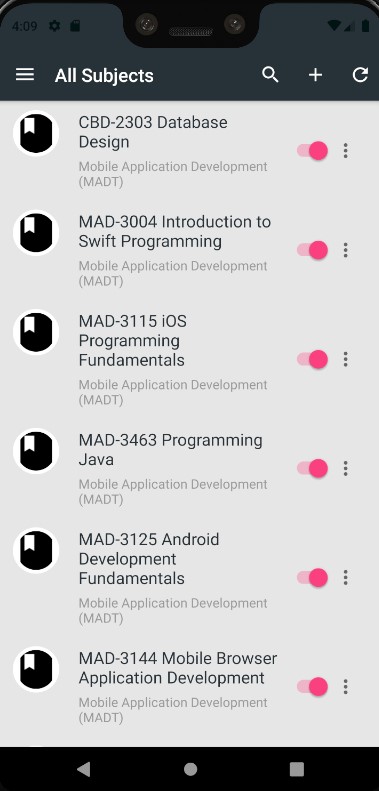 4:09
All Subjects
CBD-2303 Database
Design
Mobile Application Development
(MADT)
MAD-3004 Introduction to
Swift Programming
Mobile Application Development
(MADT)
MAD-3115 iOS
Programming
Fundamentals
Mobile Application Development
(MADT)
MAD-3463 Programming
Java
Mobile Application Development
(MADT)
MAD-3125 Android
Development
Fundamentals
Mobile Application Development
(MADT)
MAD-3144 Mobile Browser
Application Development
Mobile Application Development
(MADT)